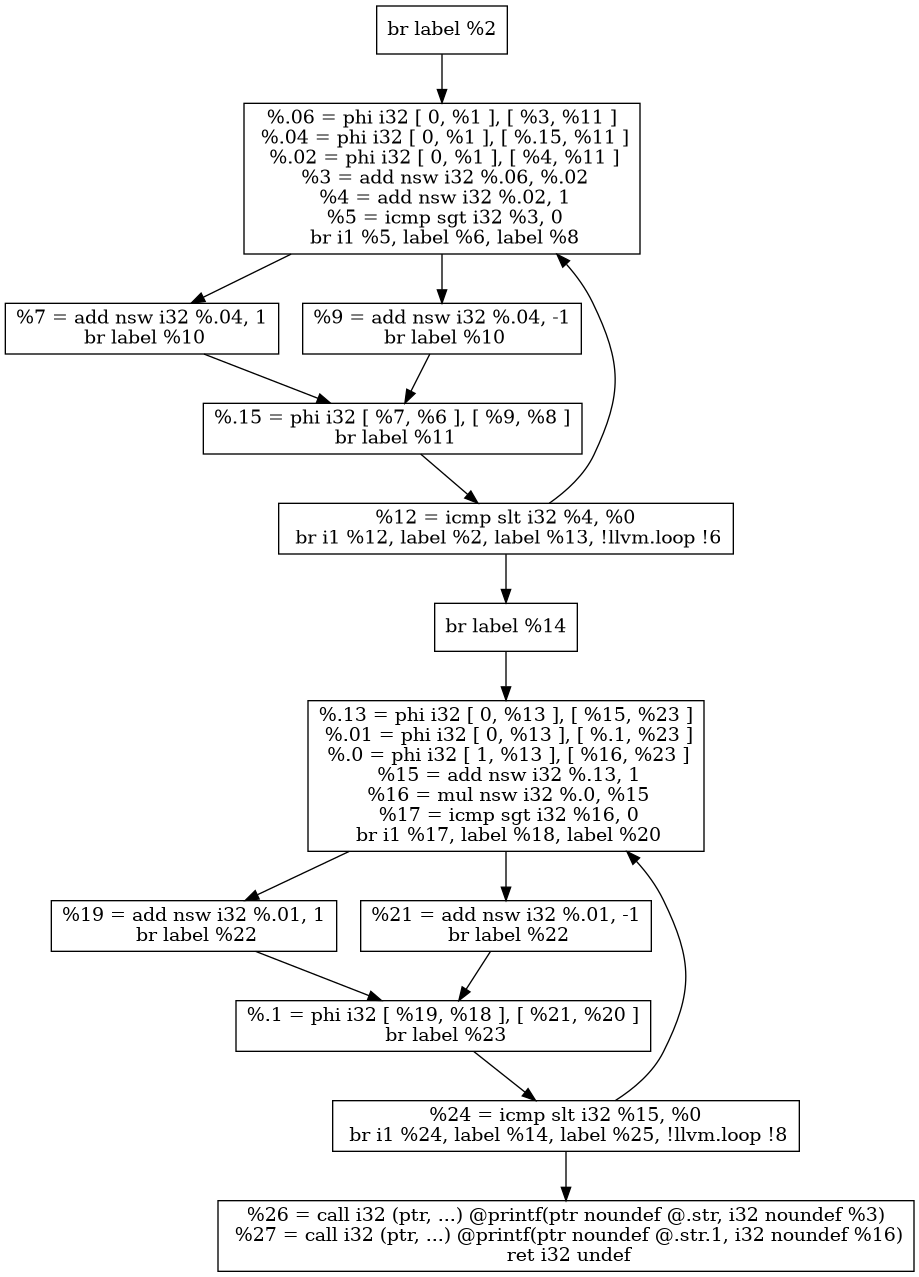 br label %2
%.06 = phi i32 [ 0, %1 ], [ %3, %11 ]
%.04 = phi i32 [ 0, %1 ], [ %.15, %11 ]
%.02 = phi i32 [ 0, %1 ], [ %4, %11 ]
%3 = add nsw i32 %.06, %.02
%4 = add nsw i32 %.02, 1
%5 = icmp sgt i32 %3, 0
br i1 %5, label %6, label %8
%7 = add nsw i32 %.04, 1
br label %10
%9 = add nsw i32 %.04, -1
br label %10
%.15 = phi i32 [ %7, %6 ], [ %9, %8 ]
br label %11
%12 = icmp slt i32 %4, %0
br i1 %12, label %2, label %13, !llvm.loop !6
br label %14
%.13 = phi i32 [ 0, %13 ], [ %15, %23 ]
%.01 = phi i32 [ 0, %13 ], [ %.1, %23 ]
%.0 = phi i32 [ 1, %13 ], [ %16, %23 ]
%15 = add nsw i32 %.13, 1
%16 = mul nsw i32 %.0, %15
%17 = icmp sgt i32 %16, 0
br i1 %17, label %18, label %20
%19 = add nsw i32 %.01, 1
br label %22
%21 = add nsw i32 %.01, -1
br label %22
%.1 = phi i32 [ %19, %18 ], [ %21, %20 ]
br label %23
%24 = icmp slt i32 %15, %0
br i1 %24, label %14, label %25, !llvm.loop !8
%26 = call i32 (ptr, ...) @printf(ptr noundef @.str, i32 noundef %3)
%27 = call i32 (ptr, ...) @printf(ptr noundef @.str.1, i32 noundef %16)
ret i32 undef